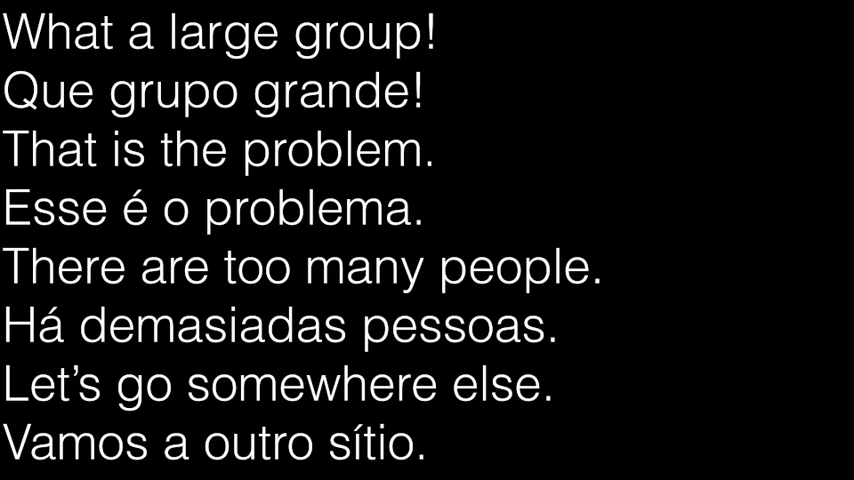 What a large group!
Que grupo grande!
That is the problem.
Esse é o problema.
There are too many people.
Há demasiadas pessoas.
Let’s go somewhere else.
Vamos a outro sítio.